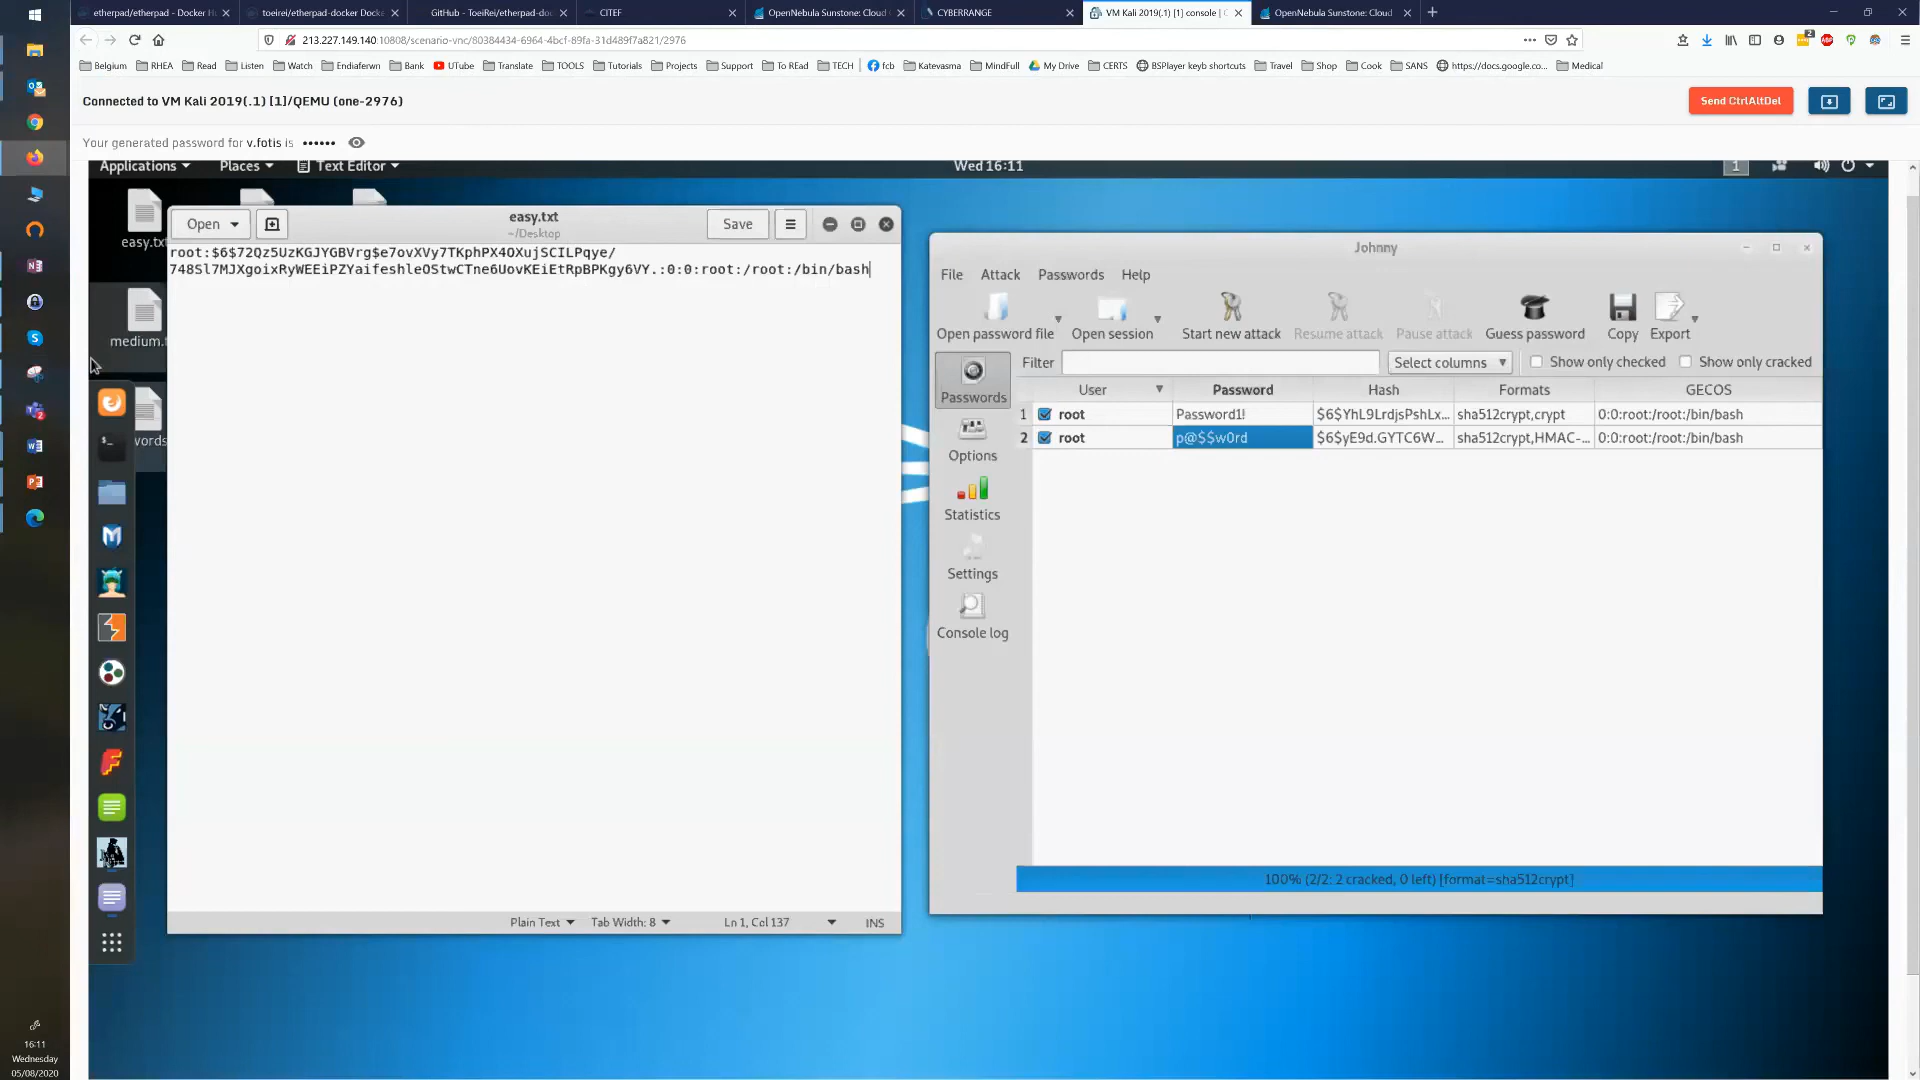 etherpad/etherpad - Docker H
toeirei/etherpad-docker Docke
GitHub - ToeiRei/etherpad-do
CITEF
OpenNebula Sunstone: Cloud
CYBERRANGE
VM Kali 2019(.1) [1] console | C
OpenNebula Sunstone: Cloud
213.227.149.140:10808/scenario-vnc/80384434-6964-4bcf-89fa-31d489f7a821/2976
Belgium RHEA Read Listen Watch Endiaferwn Bank UTube Translate TOOLS Tutorials Projects Support To REad TECH fcb Katevasma MindFull My Drive CERTS BSPlayer keyb shortcuts Travel Shop Cook SANS https://docs.google.co... Medical
Connected to VM Kali 2019(.1) [1]/QEMU (one-2976)
Send CtrlAltDel
Your generated password for v.fotis is ••••••
Applications Places Text Editor
Wed 16:11
1
easy.txt
medium.t
words
Open
easy.txt
~/Desktop
Save
root:$6$72Qz5UzKGJYGBVrg$e7ovXVy7TKphPX4OXujSCILPqye/
748Sl7MJXgoixRyWEEiPZYaifeshleOStwCTne6UovKEiEtRpBPKgy6VY.:0:0:root:/root:/bin/bash
Plain Text Tab Width: 8 Ln 1, Col 137 INS
Johnny
File Attack Passwords Help
Open password file Open session Start new attack Resume attack Pause attack Guess password Copy Export
Passwords
Options
Statistics
Settings
Console log
Filter Select columns Show only checked Show only cracked
User Password Hash Formats GECOS
1 root Password1! $6$YhL9LrdjsPshLx... sha512crypt,crypt 0:0:root:/root:/bin/bash
2 root p@$$w0rd $6$yE9d.GYTC6W... sha512crypt,HMAC-... 0:0:root:/root:/bin/bash
100% (2/2: 2 cracked, 0 left) [format=sha512crypt]
16:11
Wednesday
05/08/2020